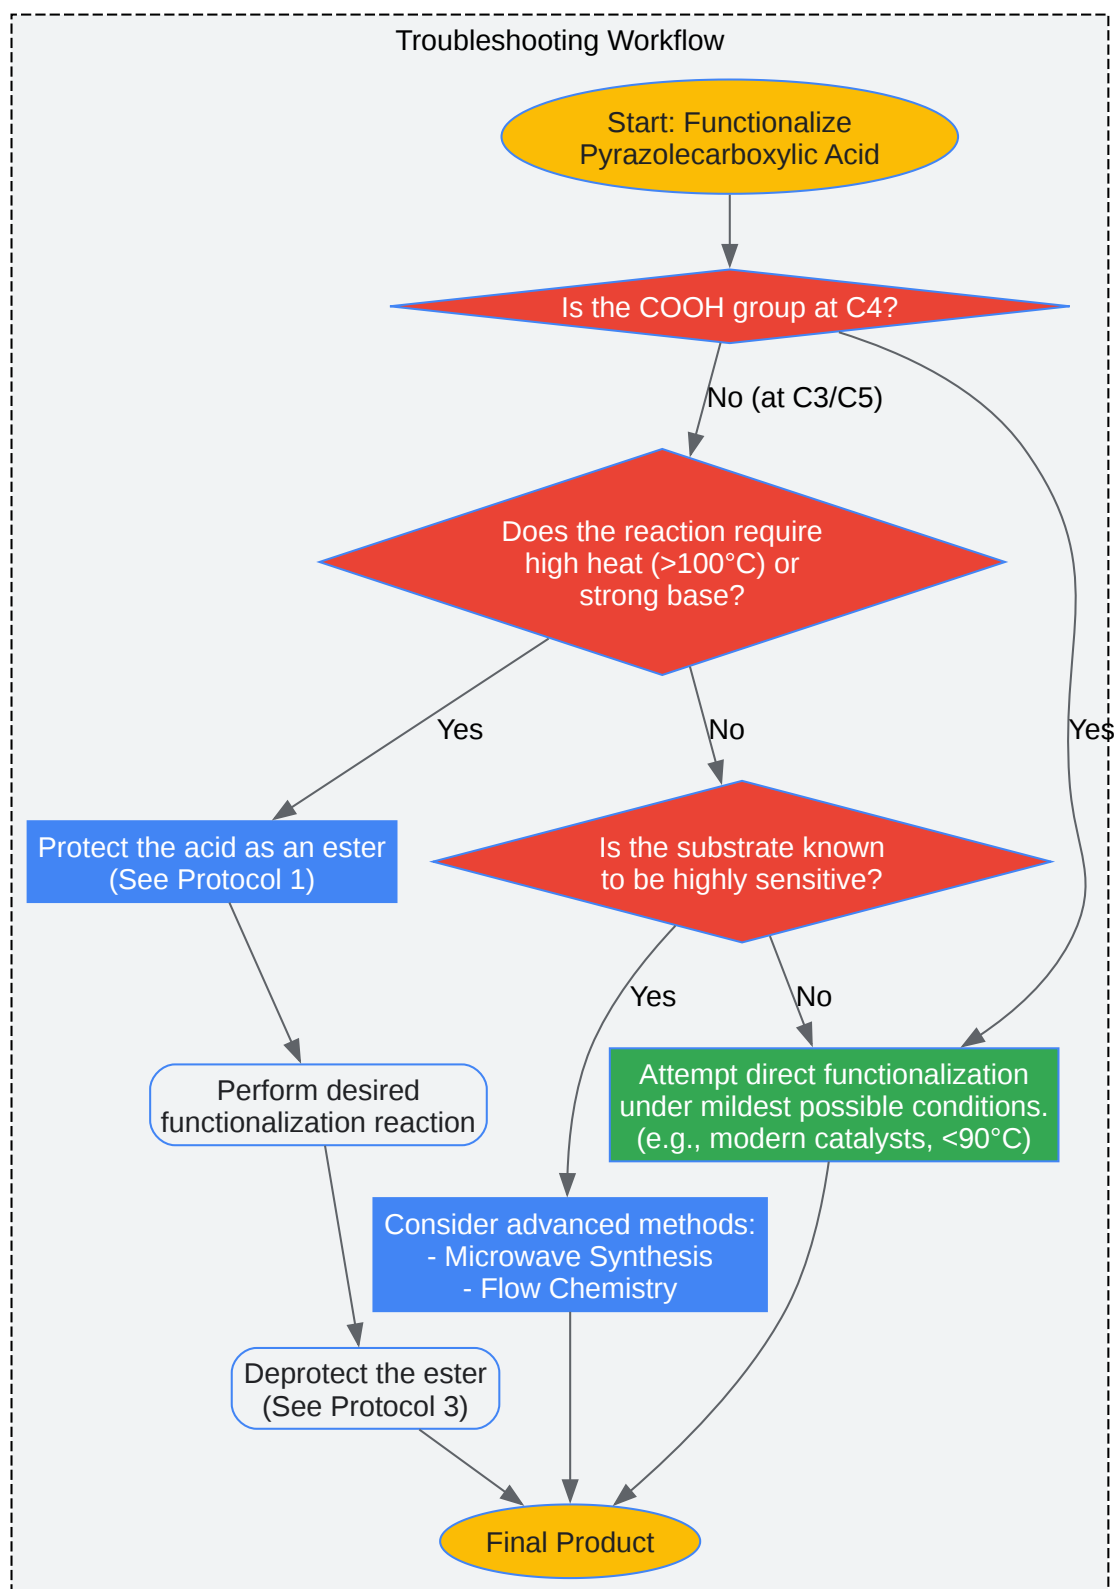 Troubleshooting Workflow
Start: Functionalize
Pyrazolecarboxylic Acid
Is the COOH group at C4?
No (at C3/C5)
Does the reaction require
high heat (>100°C) or
strong base?
Yes
No
Yes
Protect the acid as an ester
(See Protocol 1)
Is the substrate known
to be highly sensitive?
Yes
No
Perform desired
functionalization reaction
Attempt direct functionalization
under mildest possible conditions.
(e.g., modern catalysts, <90°C)
Consider advanced methods:
- Microwave Synthesis
- Flow Chemistry
Deprotect the ester
(See Protocol 3)
Final Product